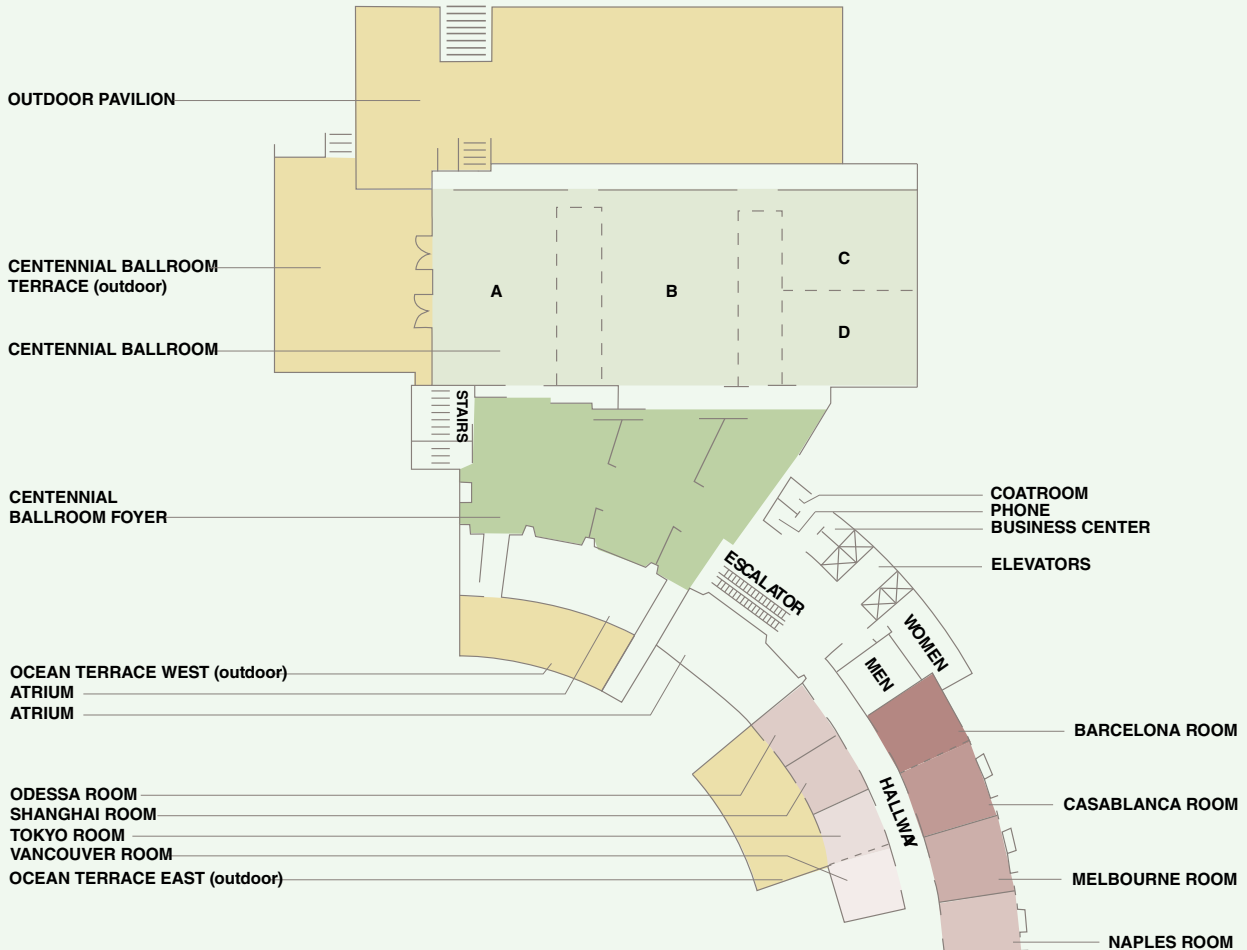 OUTDOOR PAVILION
CENTENNIAL BALLROOM
TERRACE (outdoor)
C
A
B
D
CENTENNIAL BALLROOM
STAIRS
CENTENNIAL
BALLROOM FOYER
COATROOM
PHONE
BUSINESS CENTER
ELEVATORS
ESCALATOR
WOMEN
MEN
OCEAN TERRACE WEST (outdoor)
ATRIUM
ATRIUM
BARCELONA ROOM
HALLWAY
ODESSA ROOM
SHANGHAI ROOM
TOKYO ROOM
VANCOUVER ROOM
OCEAN TERRACE EAST (outdoor)
CASABLANCA ROOM
MELBOURNE ROOM
NAPLES ROOM